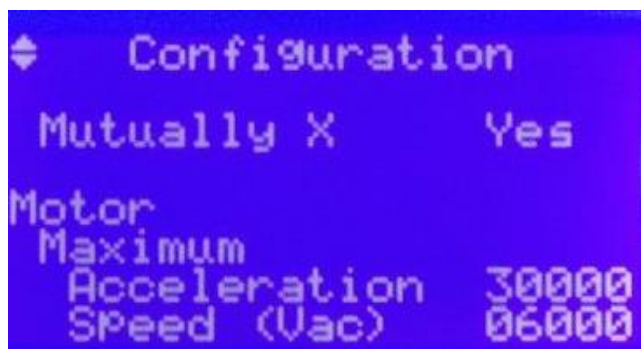 Configuration
Mutually X Yes
Motor
Maximum
Acceleration 30000
Speed (Vac) 06000